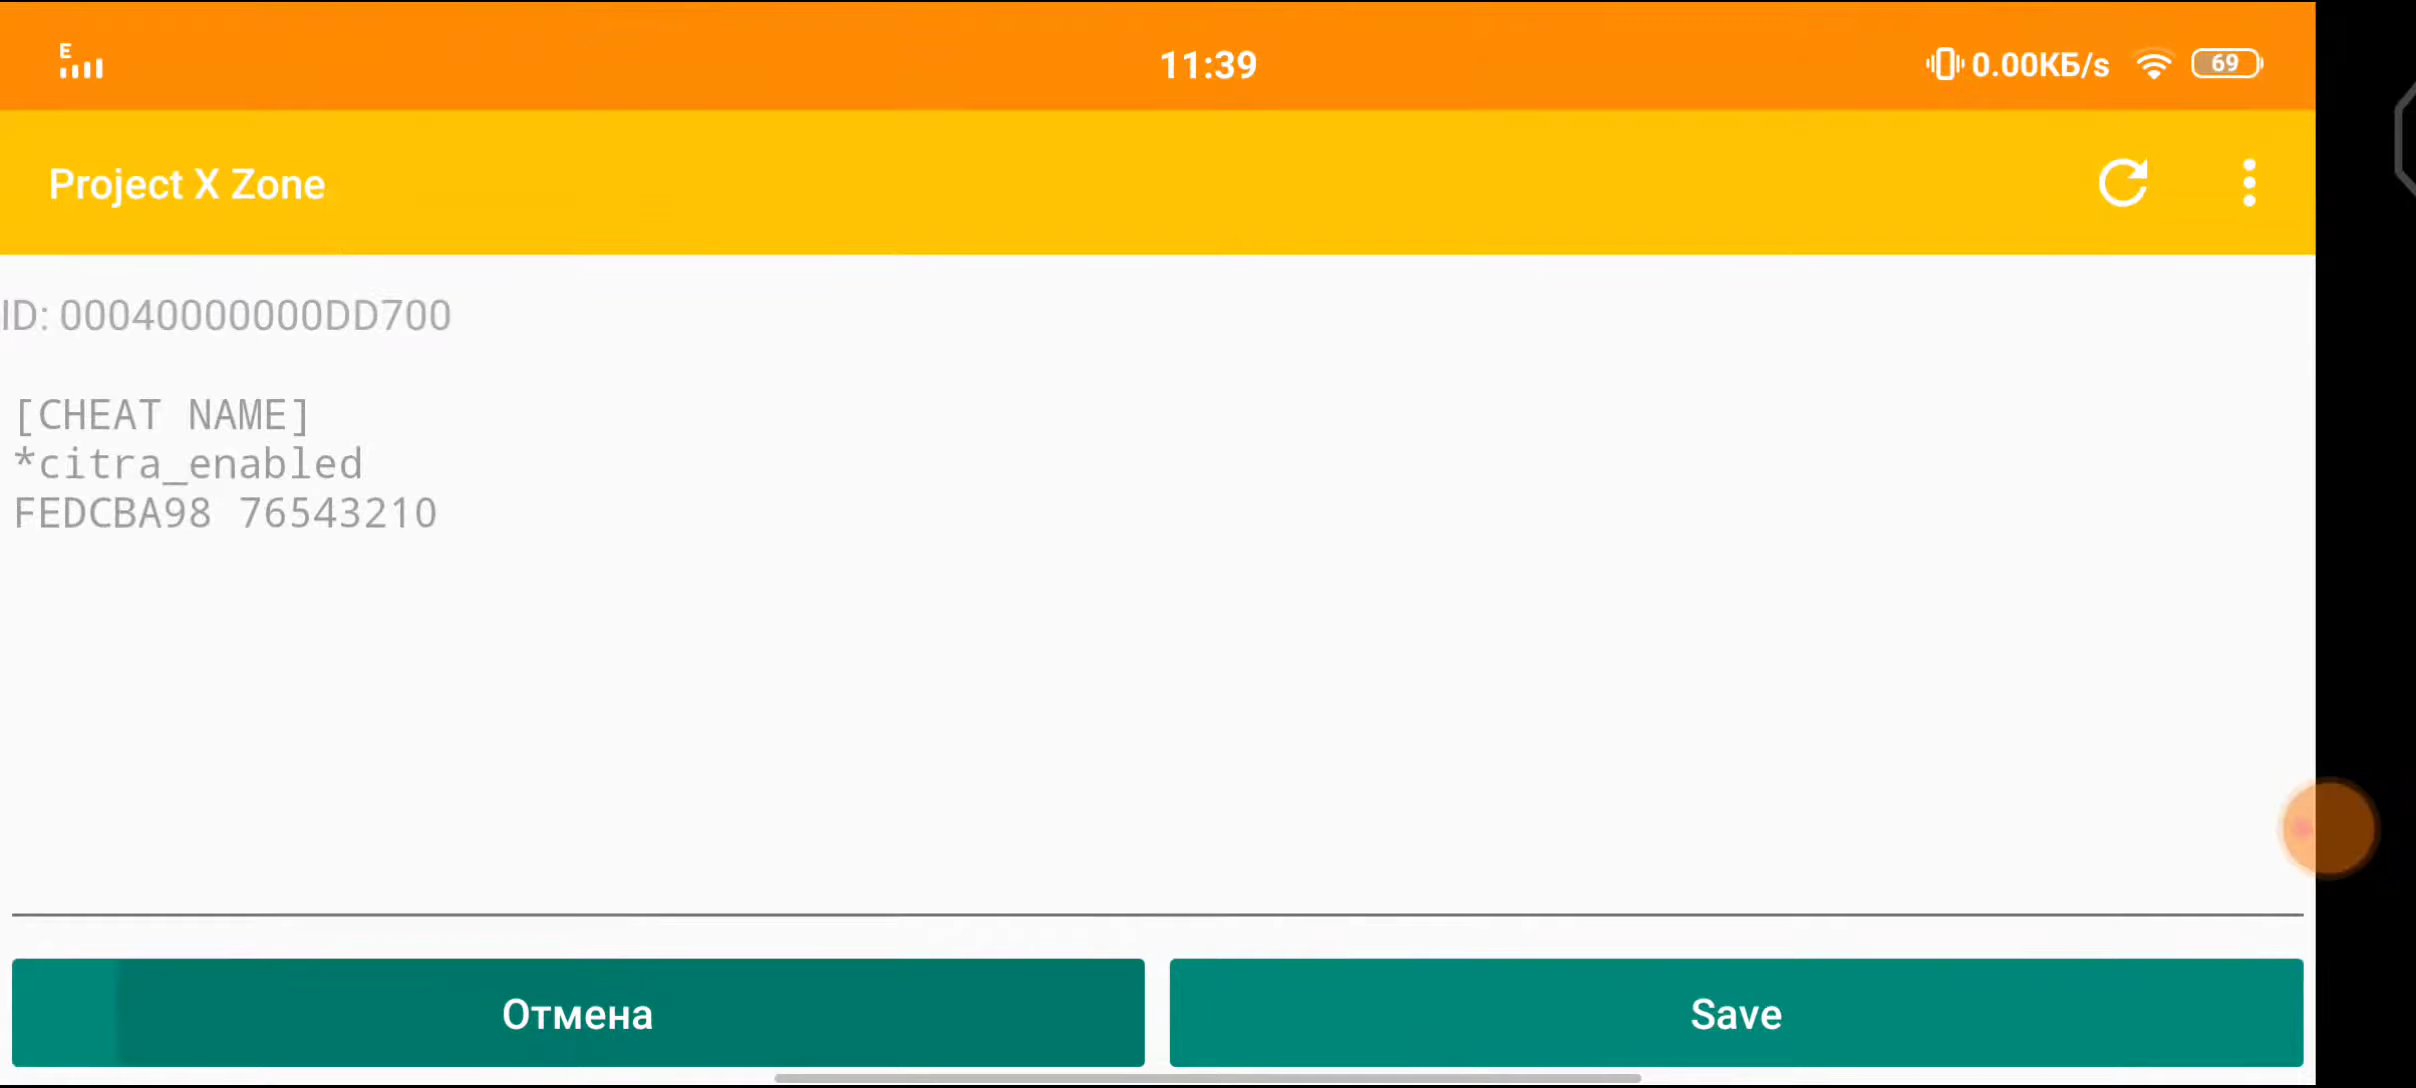 E
11:39
0.00КБ/s
69
Project X Zone
ID: 00040000000DD700
[CHEAT NAME]
*citra_enabled
FEDCBA98 76543210
Отмена
Save